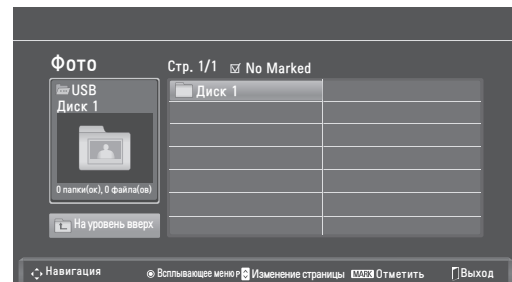 Фото
Стр. 1/1 No Marked
USB
Диск 1
Диск 1
0 папки(ок), 0 файла(ов)
На уровень вверх
Навигация Всплывающее меню P Изменение страницы MARK Отметить Выход